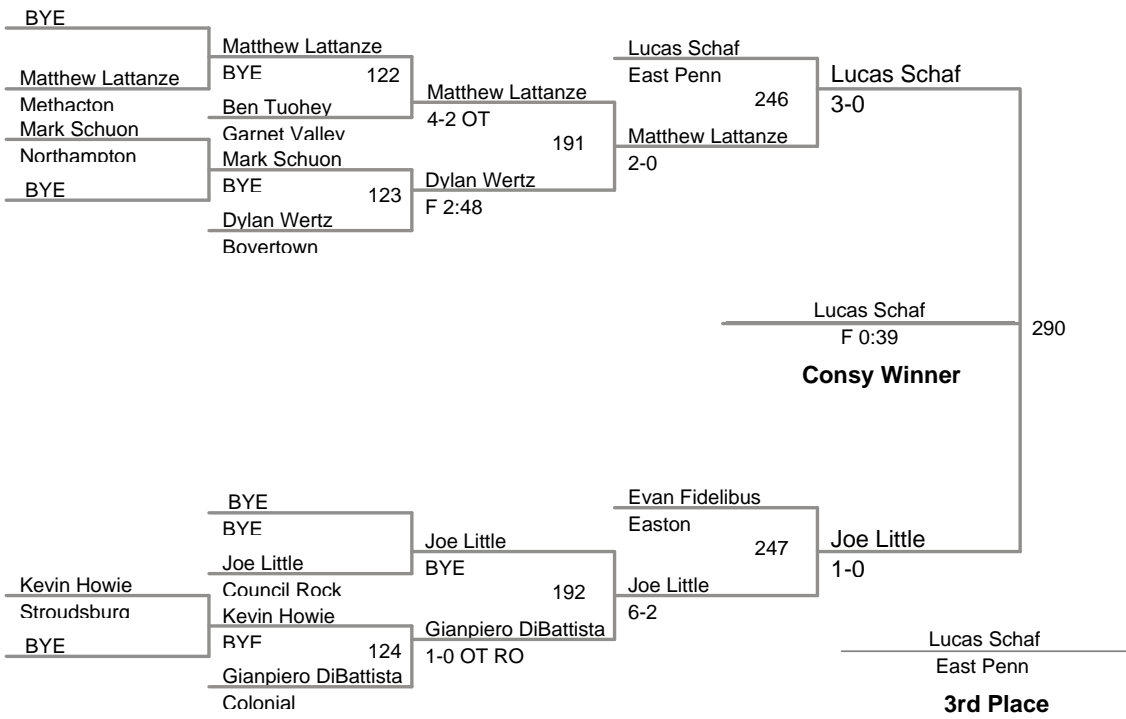 BYE
Matthew Lattanze
Methacton
Mark Schuon
Northampton
BYE
Matthew Lattanze
BYE
122
Ben Tuohey
Garnet Valley
Mark Schuon
BYE
123
Dylan Wertz
Boyertown
Matthew Lattanze
4-2 OT
191
Dylan Wertz
F 2:48
Lucas Schaf
East Penn
246
Matthew Lattanze
2-0
Lucas Schaf
3-0
Lucas Schaf
F 0:39
290
Consy Winner
Kevin Howie
Stroudsburg
BYE
BYE
BYE
Joe Little
Council Rock
Kevin Howie
BYE
124
Gianpiero DiBattista
Colonial
Joe Little
BYE
192
Gianpiero DiBattista
1-0 OT RO
Evan Fidelibus
Easton
247
Joe Little
6-2
Joe Little
1-0
Lucas Schaf
East Penn
3rd Place